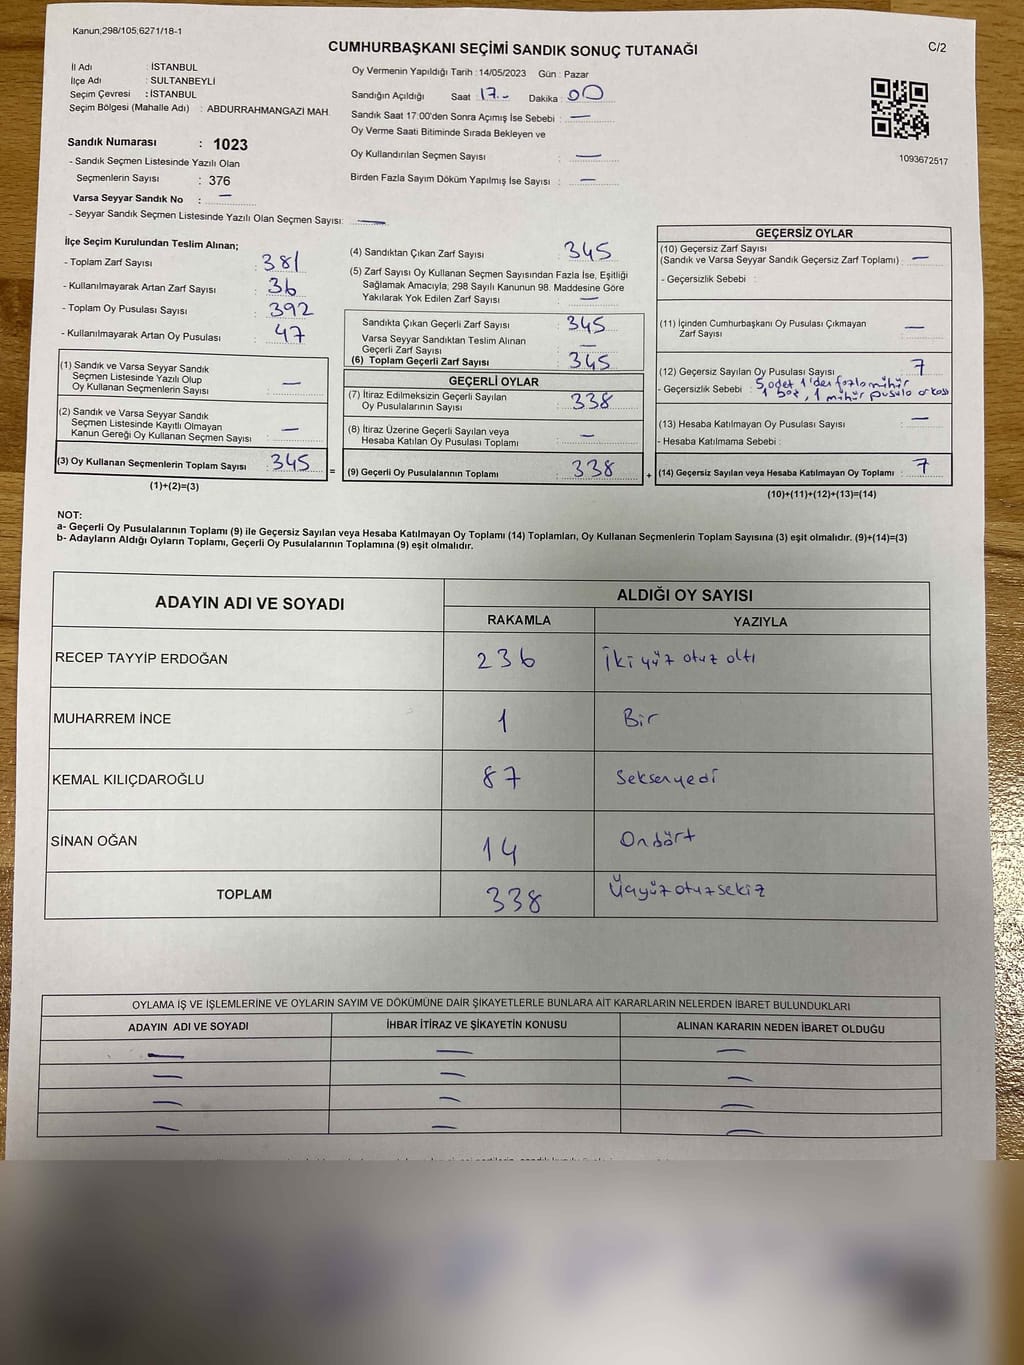 Kanun;298/105;6271/18-1
CUMHURBAŞKANI SEÇİMİ SANDIK SONUÇ TUTANAĞI
C/2
İl Adı : İSTANBUL
İlçe Adı : SULTANBEYLİ
Seçim Çevresi : İSTANBUL
Seçim Bölgesi (Mahalle Adı) : ABDURRAHMANGAZİ MAH.
Sandık Numarası : 1023
- Sandık Seçmen Listesinde Yazılı Olan
Seçmenlerin Sayısı : 376
Varsa Seyyar Sandık No : —
- Seyyar Sandık Seçmen Listesinde Yazılı Olan Seçmen Sayısı: —
Oy Vermenin Yapıldığı Tarih : 14/05/2023 Gün : Pazar
Sandığın Açıldığı Saat 17.- Dakika : 00
Sandık Saat 17:00'den Sonra Açımış İse Sebebi : —
Oy Verme Saati Bitiminde Sırada Bekleyen ve
Oy Kullandırılan Seçmen Sayısı : —
Birden Fazla Sayım Döküm Yapılmış İse Sayısı : —
1093672517
İlçe Seçim Kurulundan Teslim Alınan;
- Toplam Zarf Sayısı : 381
- Kullanılmayarak Artan Zarf Sayısı : 36
- Toplam Oy Pusulası Sayısı : 392
- Kullanılmayarak Artan Oy Pusulası : 47
(1) Sandık ve Varsa Seyyar Sandık
Seçmen Listesinde Yazılı Olup
Oy Kullanan Seçmenlerin Sayısı : —
(2) Sandık ve Varsa Seyyar Sandık
Seçmen Listesinde Kayıtlı Olmayan
Kanun Gereği Oy Kullanan Seçmen Sayısı : —
(3) Oy Kullanan Seçmenlerin Toplam Sayısı : 345
=
(1)+(2)=(3)
(4) Sandıktan Çıkan Zarf Sayısı : 345
(5) Zarf Sayısı Oy Kullanan Seçmen Sayısından Fazla İse, Eşitliği
Sağlamak Amacıyla; 298 Sayılı Kanunun 98. Maddesine Göre
Yakılarak Yok Edilen Zarf Sayısı : —
Sandıkta Çıkan Geçerli Zarf Sayısı : 345
Varsa Seyyar Sandıktan Teslim Alınan
Geçerli Zarf Sayısı : —
(6) Toplam Geçerli Zarf Sayısı : 345
GEÇERLİ OYLAR
(7) İtiraz Edilmeksizin Geçerli Sayılan
Oy Pusulalarının Sayısı : 338
(8) İtiraz Üzerine Geçerli Sayılan veya
Hesaba Katılan Oy Pusulası Toplamı : —
(9) Geçerli Oy Pusulalarının Toplamı : 338
+
GEÇERSİZ OYLAR
(10) Geçersiz Zarf Sayısı
(Sandık ve Varsa Seyyar Sandık Geçersiz Zarf Toplamı) : —
- Geçersizlik Sebebi :
(11) İçinden Cumhurbaşkanı Oy Pusulası Çıkmayan
Zarf Sayısı : —
(12) Geçersiz Sayılan Oy Pusulası Sayısı : 7
- Geçersizlik Sebebi : 5 adet 1'den fazla mühür
1 boz, 1 mühür pusula arkası
(13) Hesaba Katılmayan Oy Pusulası Sayısı : —
- Hesaba Katılmama Sebebi :
(14) Geçersiz Sayılan veya Hesaba Katılmayan Oy Toplamı : 7
(10)+(11)+(12)+(13)=(14)
NOT:
a- Geçerli Oy Pusulalarının Toplamı (9) ile Geçersiz Sayılan veya Hesaba Katılmayan Oy Toplamı (14) Toplamları, Oy Kullanan Seçmenlerin Toplam Sayısına (3) eşit olmalıdır. (9)+(14)=(3)
b- Adayların Aldığı Oyların Toplamı, Geçerli Oy Pusulalarının Toplamına (9) eşit olmalıdır.
ADAYIN ADI VE SOYADI
ALDIĞI OY SAYISI
RAKAMLA YAZIYLA
RECEP TAYYİP ERDOĞAN 236 İki yüz otuz altı
MUHARREM İNCE 1 Bir
KEMAL KILIÇDAROĞLU 87 Seksenyedi
SİNAN OĞAN 14 Ondört
TOPLAM 338 Üçyüzotuzsekiz
OYLAMA İŞ VE İŞLEMLERİNE VE OYLARIN SAYIM VE DÖKÜMÜNE DAİR ŞİKAYETLERLE BUNLARA AİT KARARLARIN NELERDEN İBARET BULUNDUKLARI
ADAYIN ADI VE SOYADI İHBAR İTİRAZ VE ŞİKAYETİN KONUSU ALINAN KARARIN NEDEN İBARET OLDUĞU
— — —
— — —
— — —
— — —